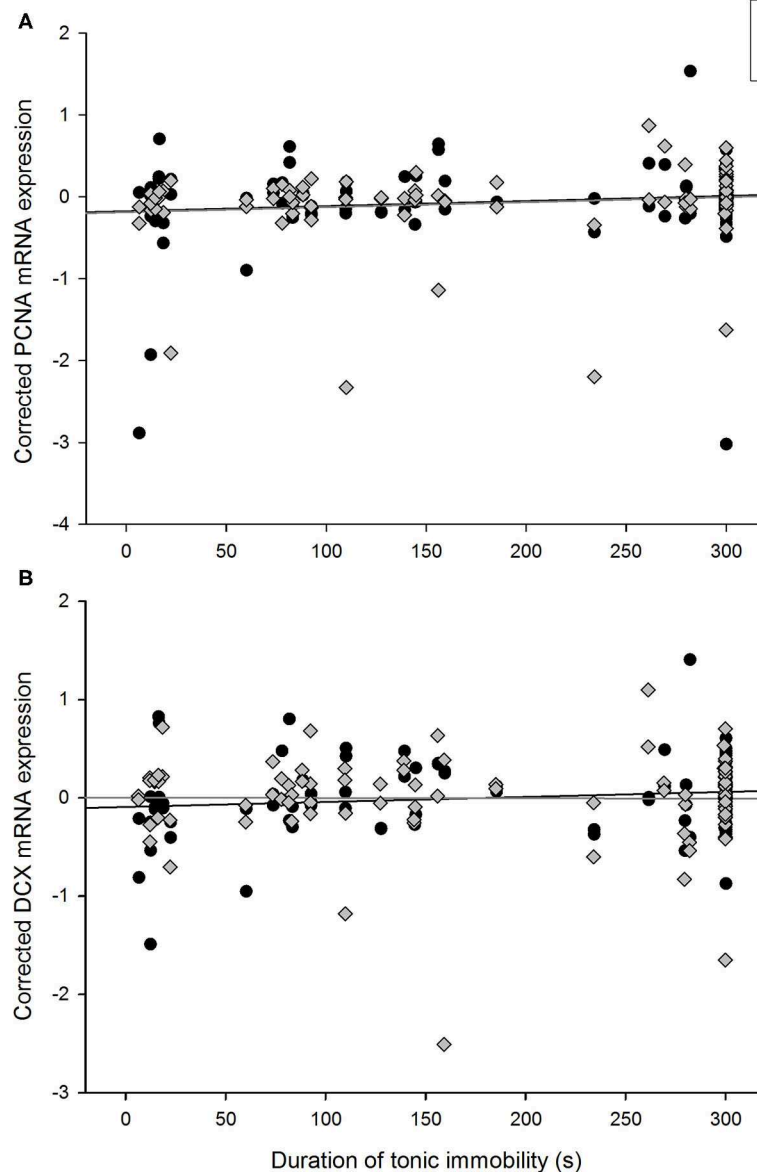 A
2
1
0
-1
-2
-3
-4
Corrected PCNA mRNA expression
0 50 100 150 200 250 300
B
2
1
0
-1
-2
-3
Corrected DCX mRNA expression
0 50 100 150 200 250 300
Duration of tonic immobility (s)